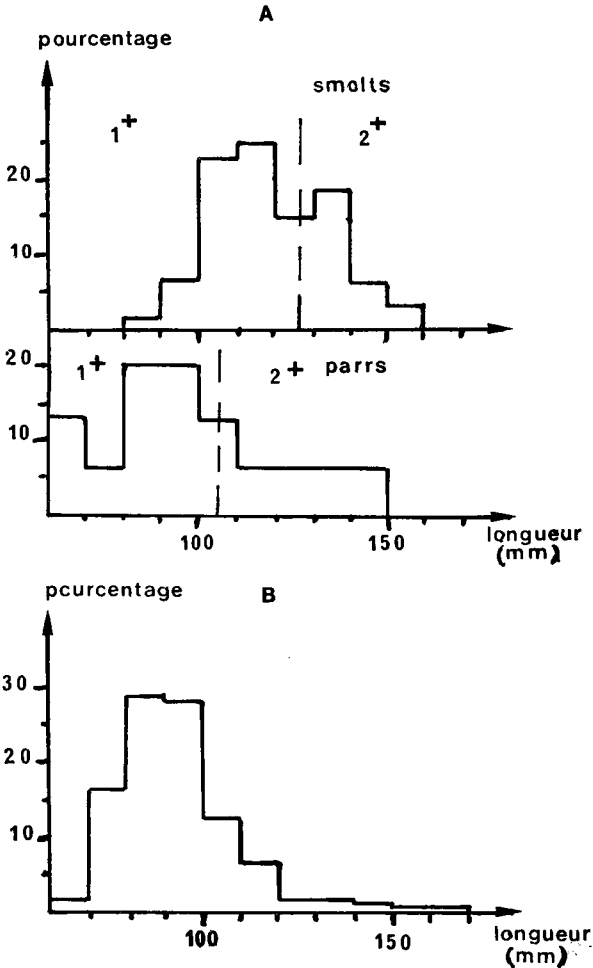 A
pourcentage
smolts
1+
2+
20
10
20
1+
2+ parrs
10
100
150
longueur
(mm)
pcurcentage
B
30
20
10
100
150
longueur
(mm)